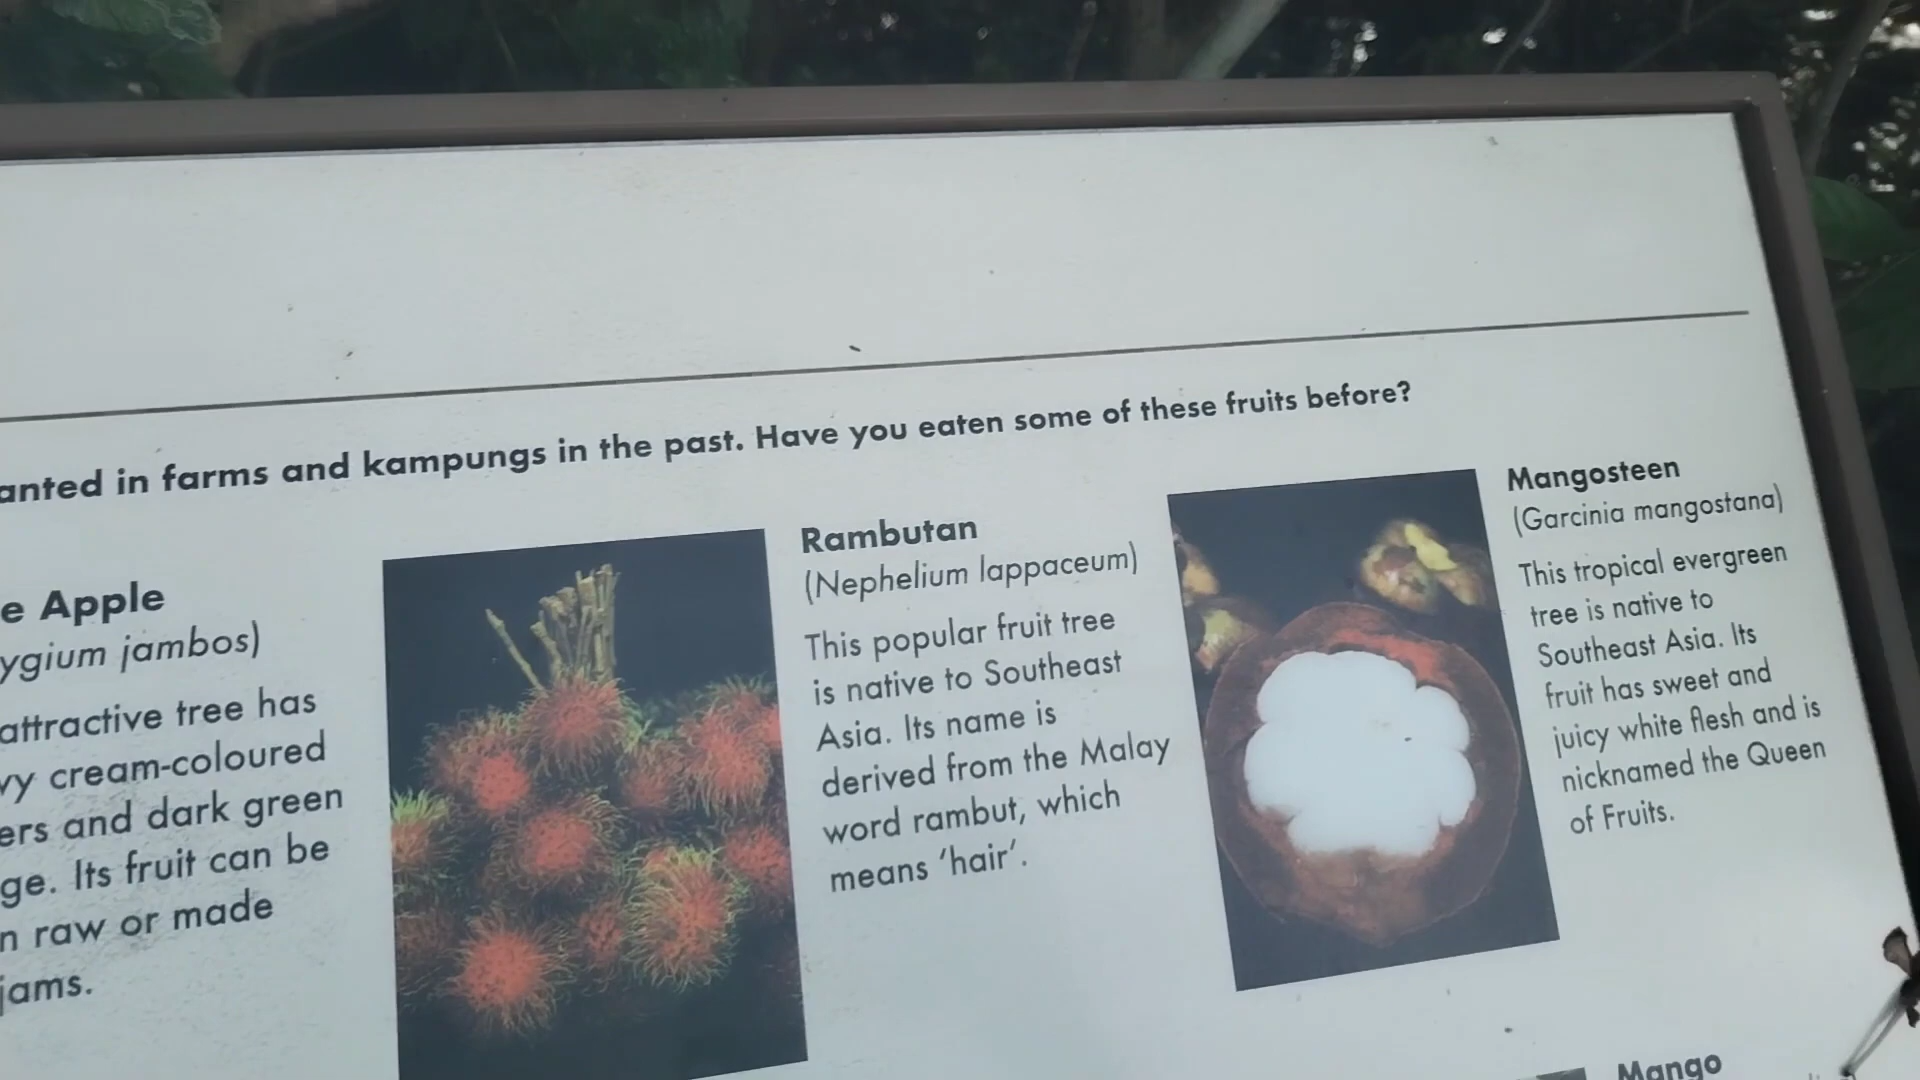 anted in farms and kampungs in the past. Have you eaten some of these fruits before?
e Apple
ygium jambos)
attractive tree has
vy cream-coloured
ers and dark green
ge. Its fruit can be
n raw or made
jams.
Rambutan
(Nephelium lappaceum)
This popular fruit tree
is native to Southeast
Asia. Its name is
derived from the Malay
word rambut, which
means ‘hair’.
Mangosteen
(Garcinia mangostana)
This tropical evergreen
tree is native to
Southeast Asia. Its
fruit has sweet and
juicy white flesh and is
nicknamed the Queen
of Fruits.
Mango